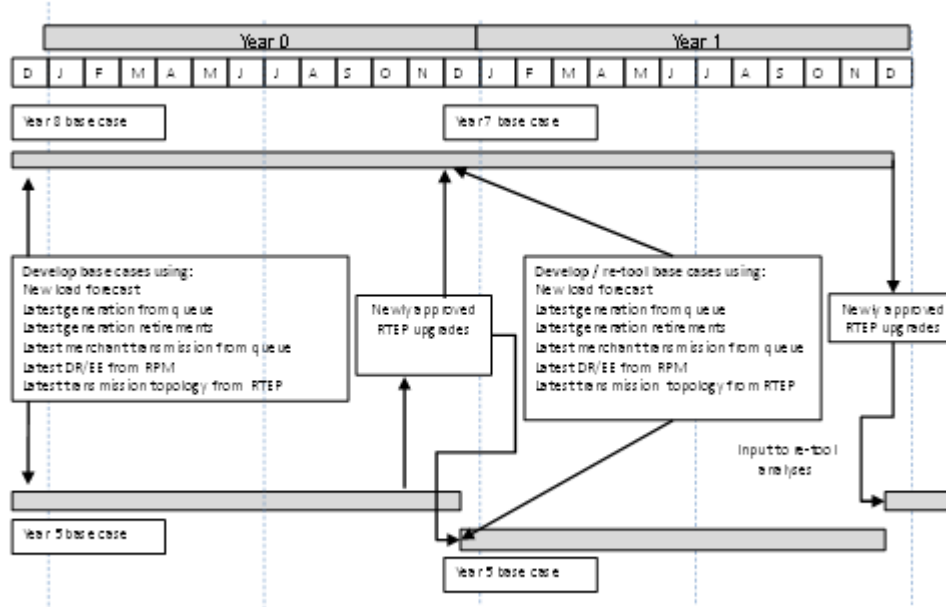 Year 0 Year 1
D J F M A M J J A S O N D J F M A M J J A S O N D
Year 8 base case
Year 7 base case
Develop base cases using:
New load forecast
Latest generation from queue
Latest generation retirements
Latest merchant transmission from queue
Latest DR/EE from RPM
Latest transmission topology from RTEP
Newly approved
RTEP upgrades
Develop / re-tool base cases using:
New load forecast
Latest generation from queue
Latest generation retirements
Latest merchant transmission from queue
Latest DR/EE from RPM
Latest transmission topology from RTEP
Newly approved
RTEP upgrades
Input to re-tool
analyses
Year 5 base case
Year 5 base case